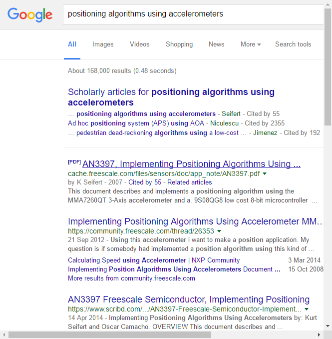 Google
positioning algorithms using accelerometers
All Images Videos Shopping News More Search tools
About 158,000 results (0.48 seconds)
Scholarly articles for positioning algorithms using
accelerometers
... positioning algorithms using accelerometers - Seifert - Cited by 55
Ad hoc positioning system (APS) using AOA - Niculescu - Cited by 2355
... pedestrian dead-reckoning algorithms using a low-cost ... - Jimenez - Cited by 192
[PDF] AN3397, Implementing Positioning Algorithms Using ...
cache.freescale.com/files/sensors/doc/app_note/AN3397.pdf
by K Seifert - 2007 - Cited by 55 - Related articles
This document describes and implements a positioning algorithm using the
MMA7260QT 3-Axis accelerometer and a. 9S08QG8 low cost 8-bit microcontroller
Implementing Positioning Algorithms Using Accelerometer MM...
https://community.freescale.com/thread/26353
21 Sep 2012 - Using this accelerometer i want to make a position application. My
question is if somebody had implemented a position algorithm using this kind of ...
Calculating Speed using Accelerometer | NXP Community 3 Mar 2014
Implementing Position Algorithms Using Accelerometers Document ... 15 Oct 2008
More results from community.freescale.com
AN3397 Freescale Semiconductor, Implementing Positioning
https://www.scribd.com/.../AN3397-Freescale-Semiconductor-Implement...
14 Apr 2014 - Implementing Positioning Algorithms Using Accelerometers by Kurt
Seifert and Oscar Camacho. OVERVIEW This document describes and ...